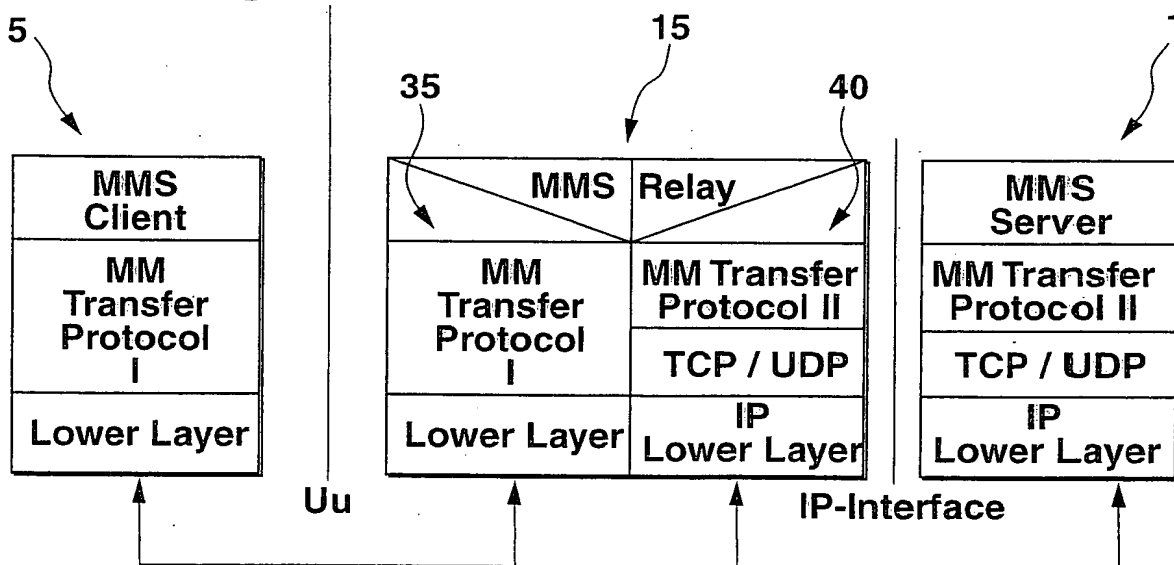 5
15
35
40
MMS
Client
MM
Transfer
Protocol
I
Lower Layer
MMS Relay
MM
Transfer
Protocol
I
Lower Layer
MM Transfer
Protocol II
TCP / UDP
IP
Lower Layer
MMS
Server
MM Transfer
Protocol II
TCP / UDP
IP
Lower Layer
Uu
IP-Interface